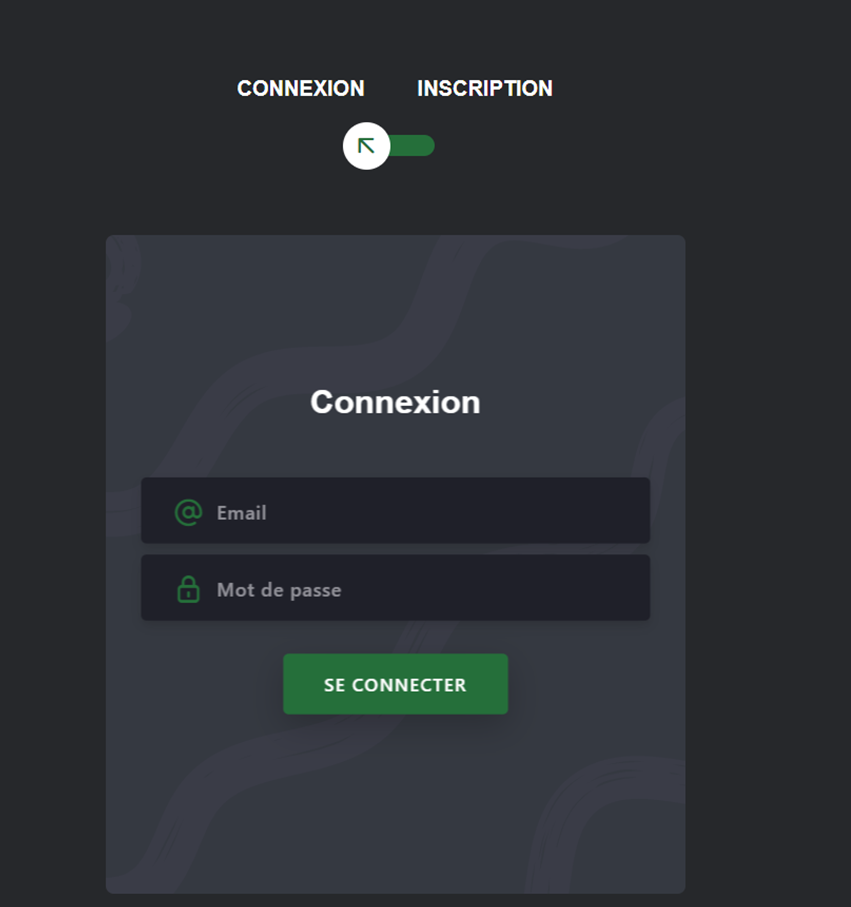 CONNEXION INSCRIPTION
Connexion
Email
Mot de passe
SE CONNECTER